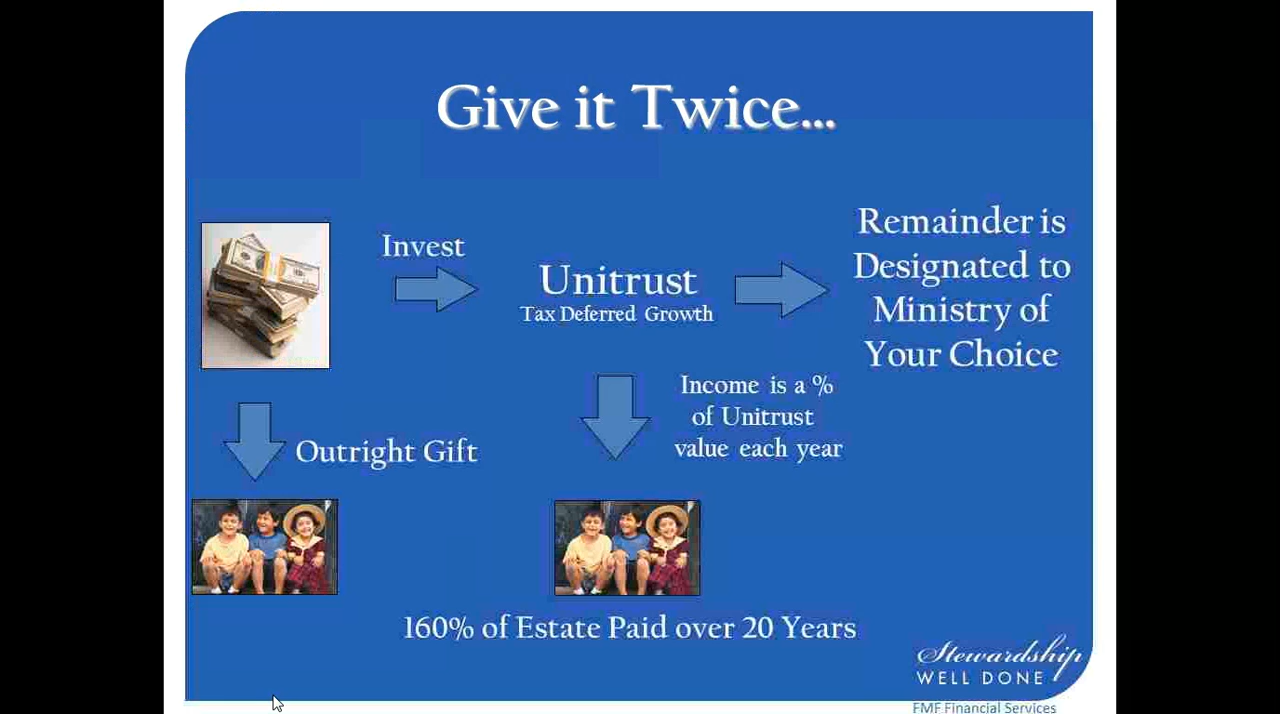 Give it Twice...
Invest
Unitrust
Tax Deferred Growth
Remainder is
Designated to
Ministry of
Your Choice
Income is a %
of Unitrust
value each year
Outright Gift
160% of Estate Paid over 20 Years
Stewardship
WELL DONE
FMF Financial Services